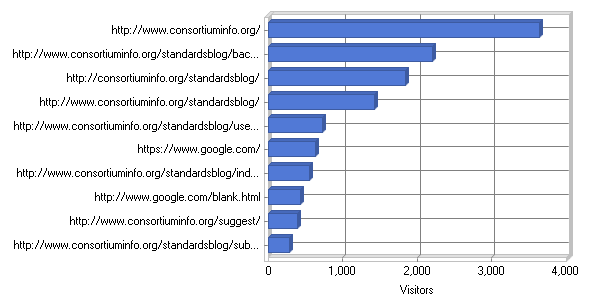 http://www.consortiuminfo.org/
http://www.consortiuminfo.org/standardsblog/bac...
http://consortiuminfo.org/standardsblog/
http://www.consortiuminfo.org/standardsblog/
http://www.consortiuminfo.org/standardsblog/use...
https://www.google.com/
http://www.consortiuminfo.org/standardsblog/ind...
http://www.google.com/blank.html
http://www.consortiuminfo.org/suggest/
http://www.consortiuminfo.org/standardsblog/sub...
0 1,000 2,000 3,000 4,000
Visitors